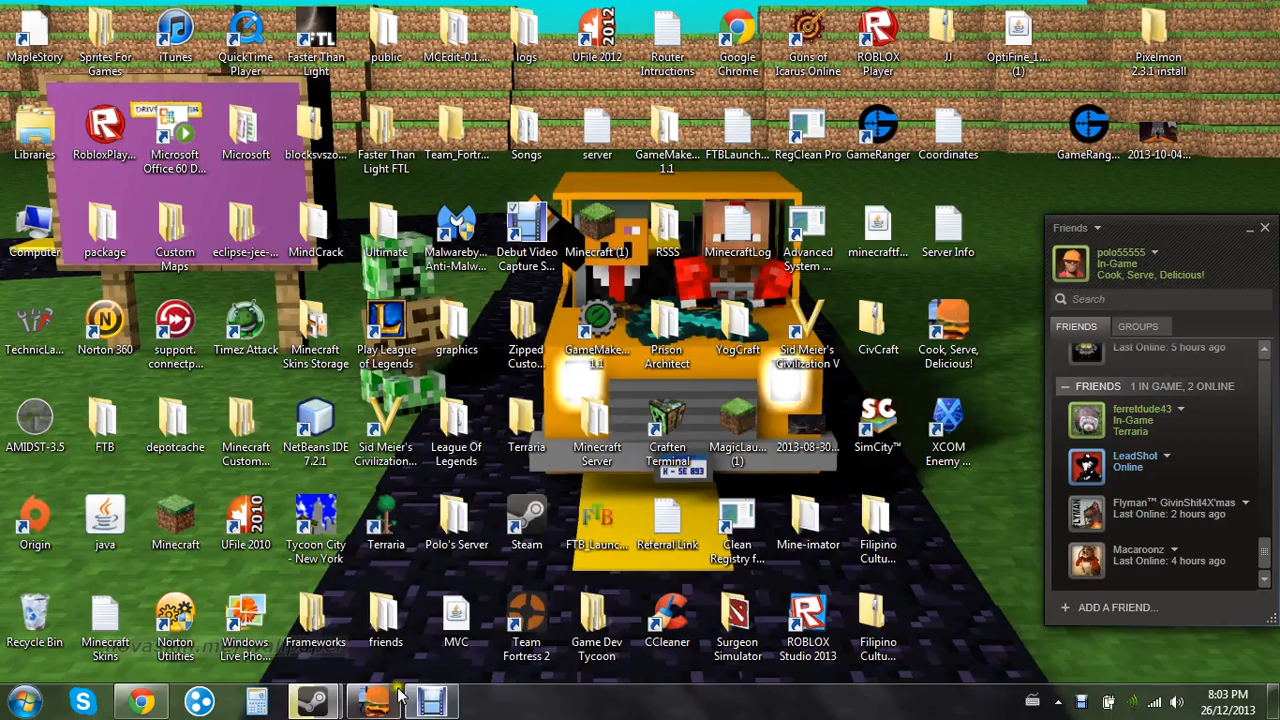 MapleStory
Sprites For Games
iTunes
QuickTime Player
FTL
Faster Than Light
public
MCEdit-0.1....
logs
2012
UFile 2012
Router Intructions
Google Chrome
Guns of Icarus Online
ROBLOX Player
JJ
OptiFine_1.... (1)
Pixelmon 2.3.1 install
Libraries
RobloxPlay...
Microsoft Office 60 D...
Microsoft
blocksvszo...
Faster Than Light FTL
Team_Fortr...
Songs
server
GameMake... 1.1
FTBLaunch...
RegClean Pro
GameRanger
Coordinates
GameRang...
2013-10-04...
Computer
package
Custom Maps
eclipse-jee-...
MindCrack
Ultimate
Malwareby... Anti-Malw...
Debut Video Capture S...
Minecraft (1)
RSSS
MinecraftLog
Advanced System ...
minecraftf...
Server Info
TechnicLa...
Norton 360
support. connectp...
Timez Attack
Minecraft Skins Storage
Play League of Legends
graphics
Zipped Custo...
GameMake... 1.1
Prison Architect
YogCraft
Sid Meier's Civilization V
CivCraft
Cook, Serve, Delicious!
AMIDST-3.5
FTB
depotcache
Minecraft Custom...
NetBeans IDE 7.2.1
Sid Meier's Civilization...
League Of Legends
Terraria
Minecraft Server
Craften Terminal
MagicLau... (1)
2013-08-30...
SC
SimCity™
XCOM Enemy ...
K - SE 893
Origin
java
Minecraft
2010
UFile 2010
Tycoon City - New York
Terraria
Polo's Server
Steam
FTB
FTB_Launc...
Referral Link
Clean Registry f...
Mine-imator
Filipino Cultu...
Recycle Bin
Minecraft Skins
Norton Utilities
Windows Live Pho...
Frameworks
friends
MVC
Team Fortress 2
Game Dev Tycoon
CCleaner
Surgeon Simulator
ROBLOX Studio 2013
Filipino Cultu...
Friends
polo55555
In-Game
Cook, Serve, Delicious!
Search
FRIENDS
GROUPS
Last Online: 5 hours ago
FRIENDS 1 IN GAME, 2 ONLINE
ferretdude43
In-Game
Terraria
LeadShot
Online
Flyman™ GivinShit4X'mas
Last Online: 2 hours ago
Macaroonz
Last Online: 4 hours ago
+ ADD A FRIEND...
8:03 PM
26/12/2013